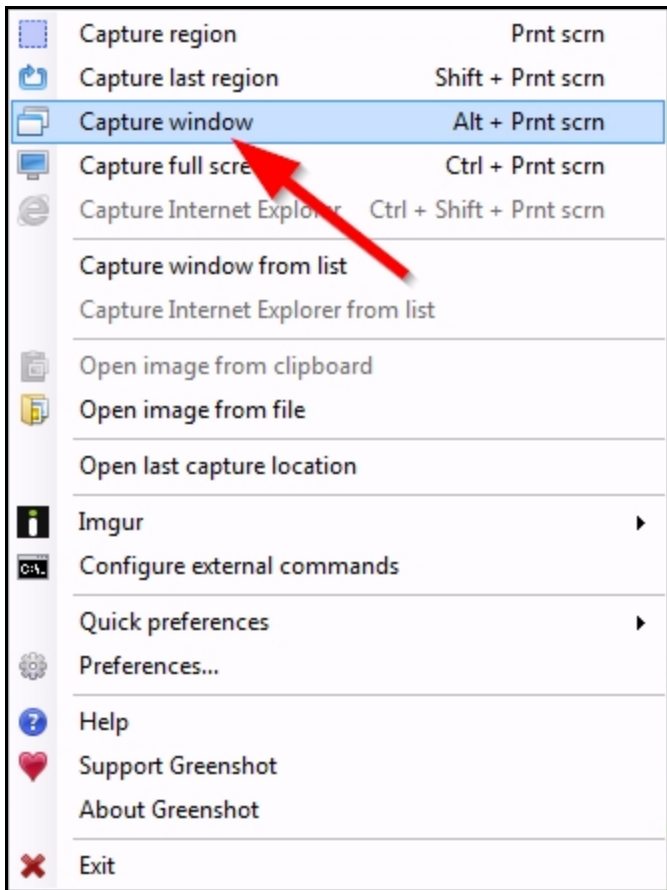 Capture region Prnt scrn
Capture last region Shift + Prnt scrn
Capture window Alt + Prnt scrn
Capture full scre Ctrl + Prnt scrn
Capture Internet Explorer Ctrl + Shift + Prnt scrn
Capture window from list
Capture Internet Explorer from list
Open image from clipboard
Open image from file
Open last capture location
Imgur
C:\. Configure external commands
Quick preferences
Preferences...
Help
Support Greenshot
About Greenshot
Exit